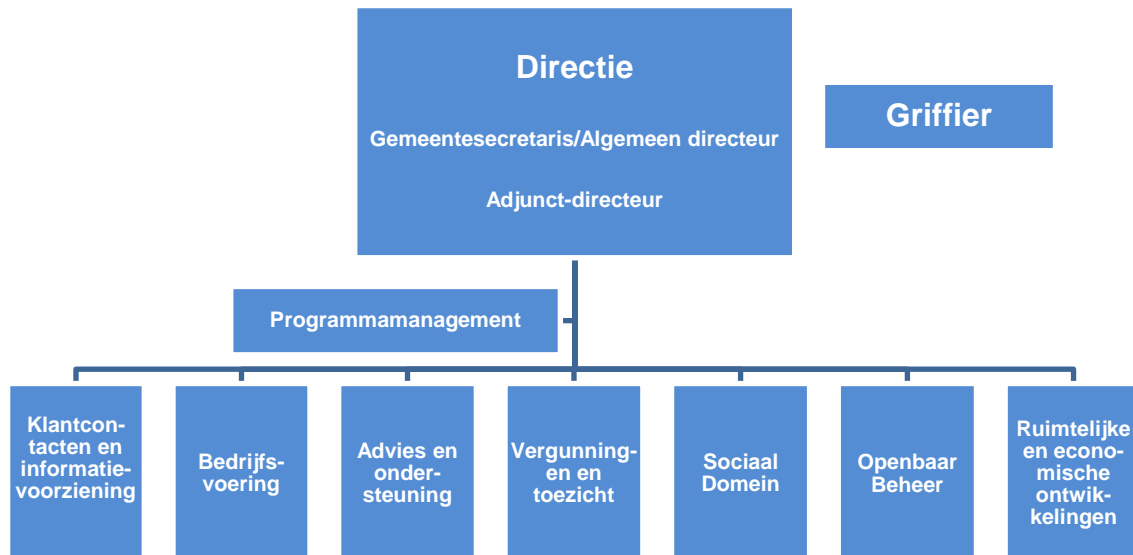 Directie
Gemeentesecretaris/Algemeen directeur
Adjunct-directeur
Griffier
Programmamanagement
Klantcon-
tacten en
informatie-
voorziening
Bedrijfs-
voering
Advies en
onder-
steuning
Vergunning-
en en
toezicht
Sociaal
Domein
Openbaar
Beheer
Ruimtelijke
en econo-
mische
ontwik-
kelingen